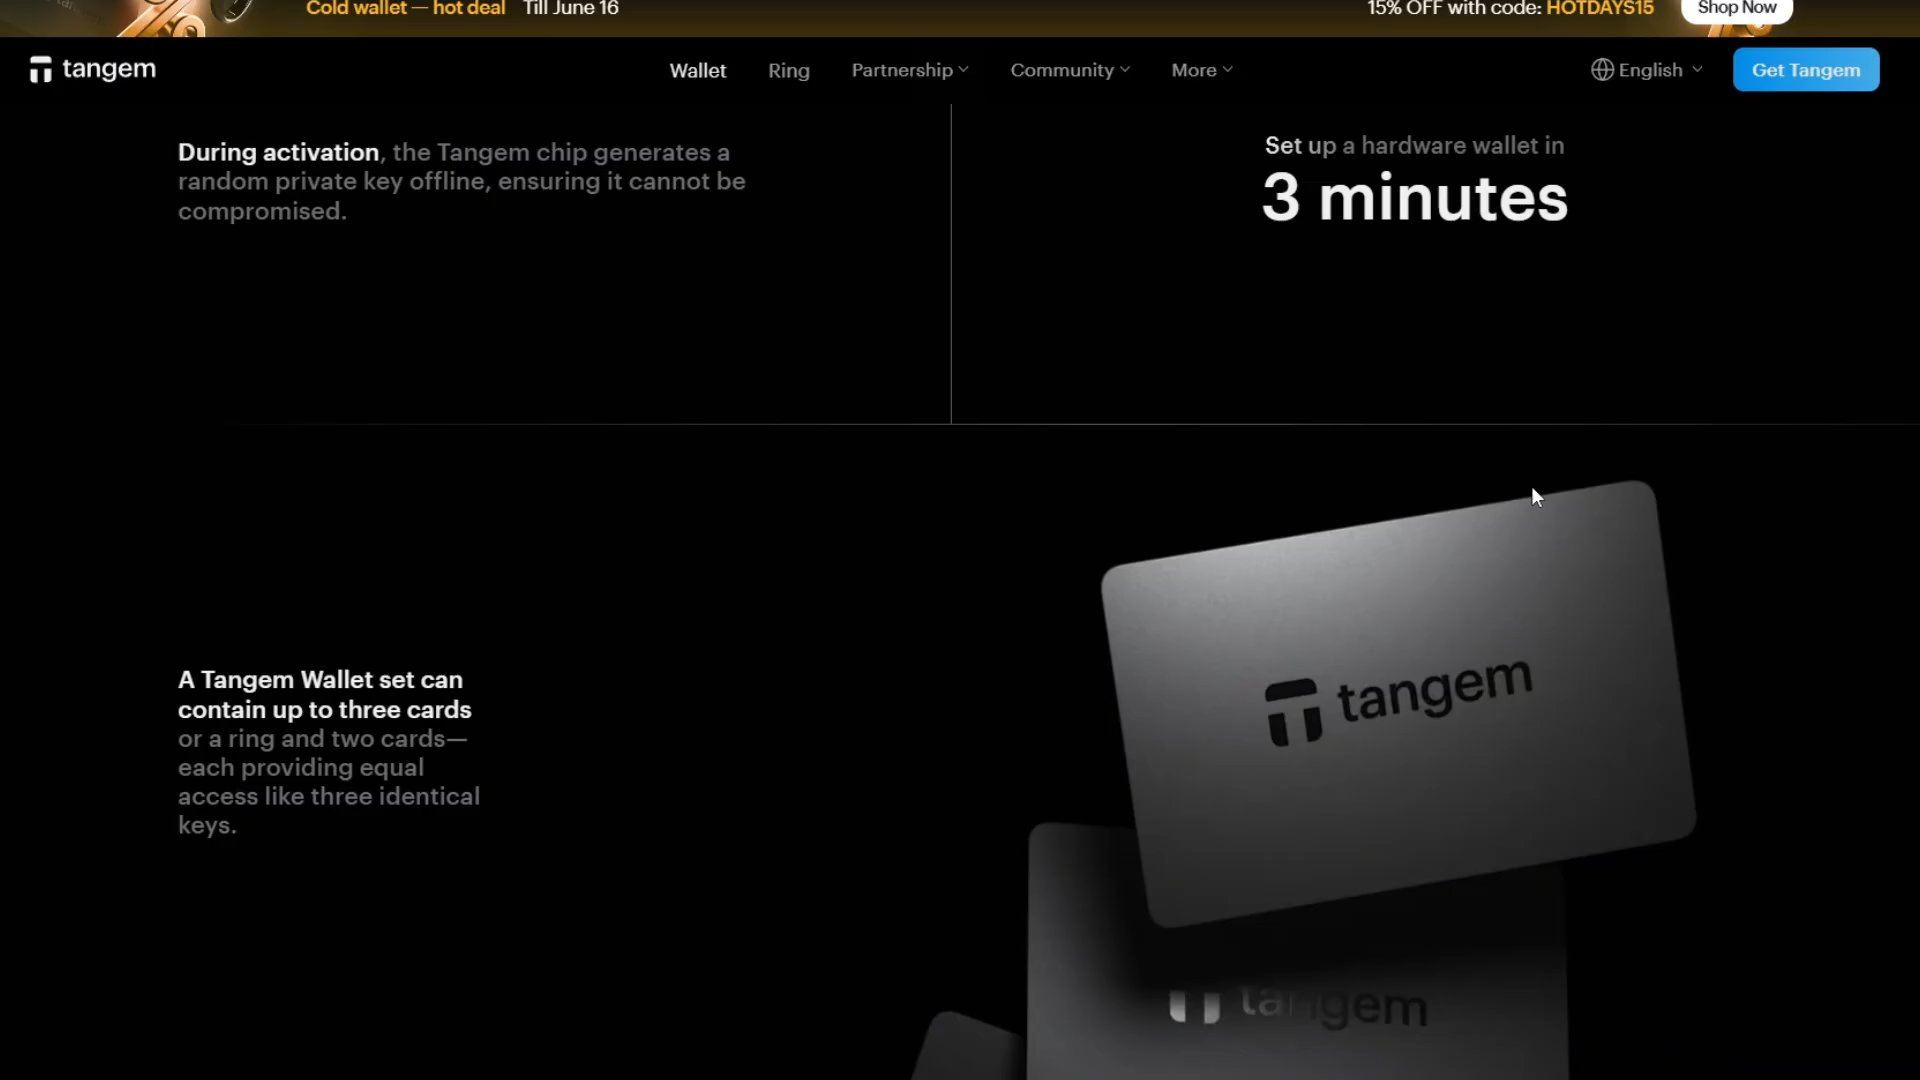 Cold wallet — hot deal Till June 16
15% OFF with code: HOTDAYS15
Shop Now
tangem
Wallet Ring Partnership Community More
English
Get Tangem
During activation, the Tangem chip generates a
random private key offline, ensuring it cannot be
compromised.
Set up a hardware wallet in
3 minutes
A Tangem Wallet set can
contain up to three cards
or a ring and two cards—
each providing equal
access like three identical
keys.
tangem
tangem